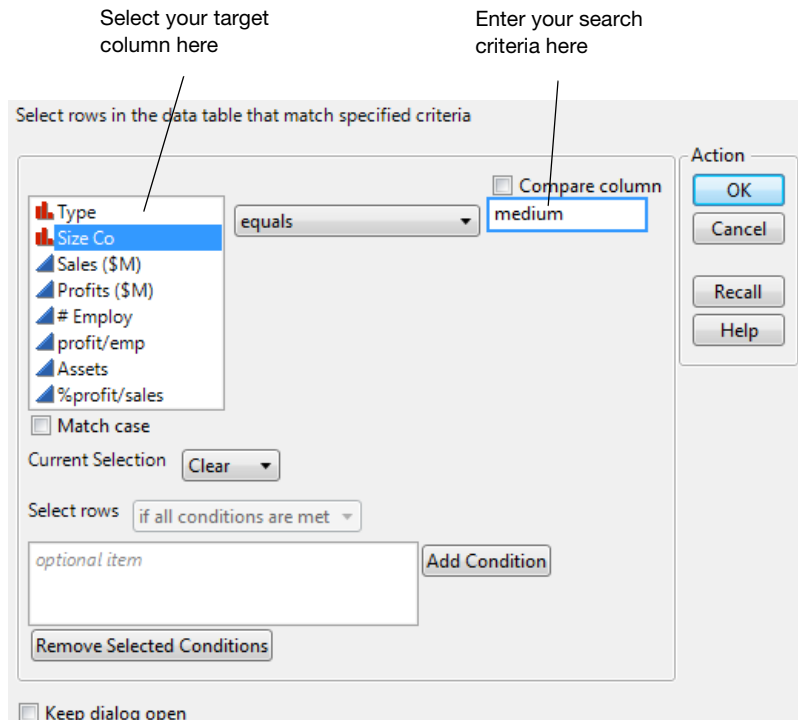 Select your target
column here
Enter your search
criteria here
Select rows in the data table that match specified criteria
Action
Compare column
Type
Size Co
Sales ($M)
Profits ($M)
# Employ
profit/emp
Assets
%profit/sales
equals
medium
OK
Cancel
Recall
Help
Match case
Current Selection
Clear
Select rows
if all conditions are met
optional item
Add Condition
Remove Selected Conditions
Keep dialog open